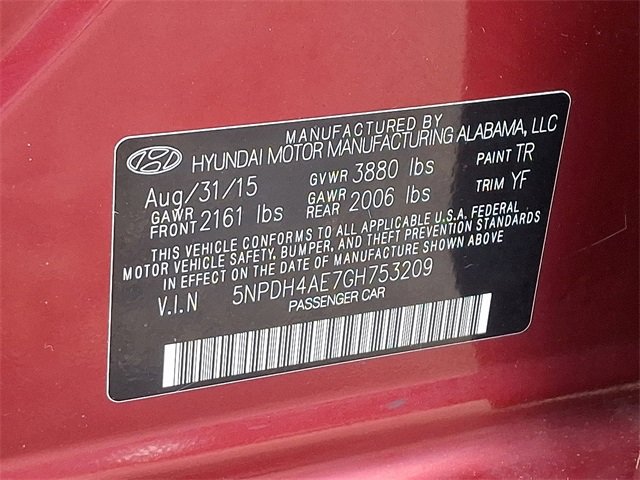 MANUFACTURED BY
HYUNDAI MOTOR MANUFACTURING ALABAMA, LLC
Aug/31/15 GVWR 3880 lbs PAINT TR
GAWR FRONT 2161 lbs GAWR REAR 2006 lbs TRIM YF
THIS VEHICLE CONFORMS TO ALL APPLICABLE U.S.A. FEDERAL
MOTOR VEHICLE SAFETY, BUMPER, AND THEFT PREVENTION STANDARDS
IN EFFECT ON THE DATE OF MANUFACTURE SHOWN ABOVE
V.I.N 5NPDH4AE7GH753209
PASSENGER CAR